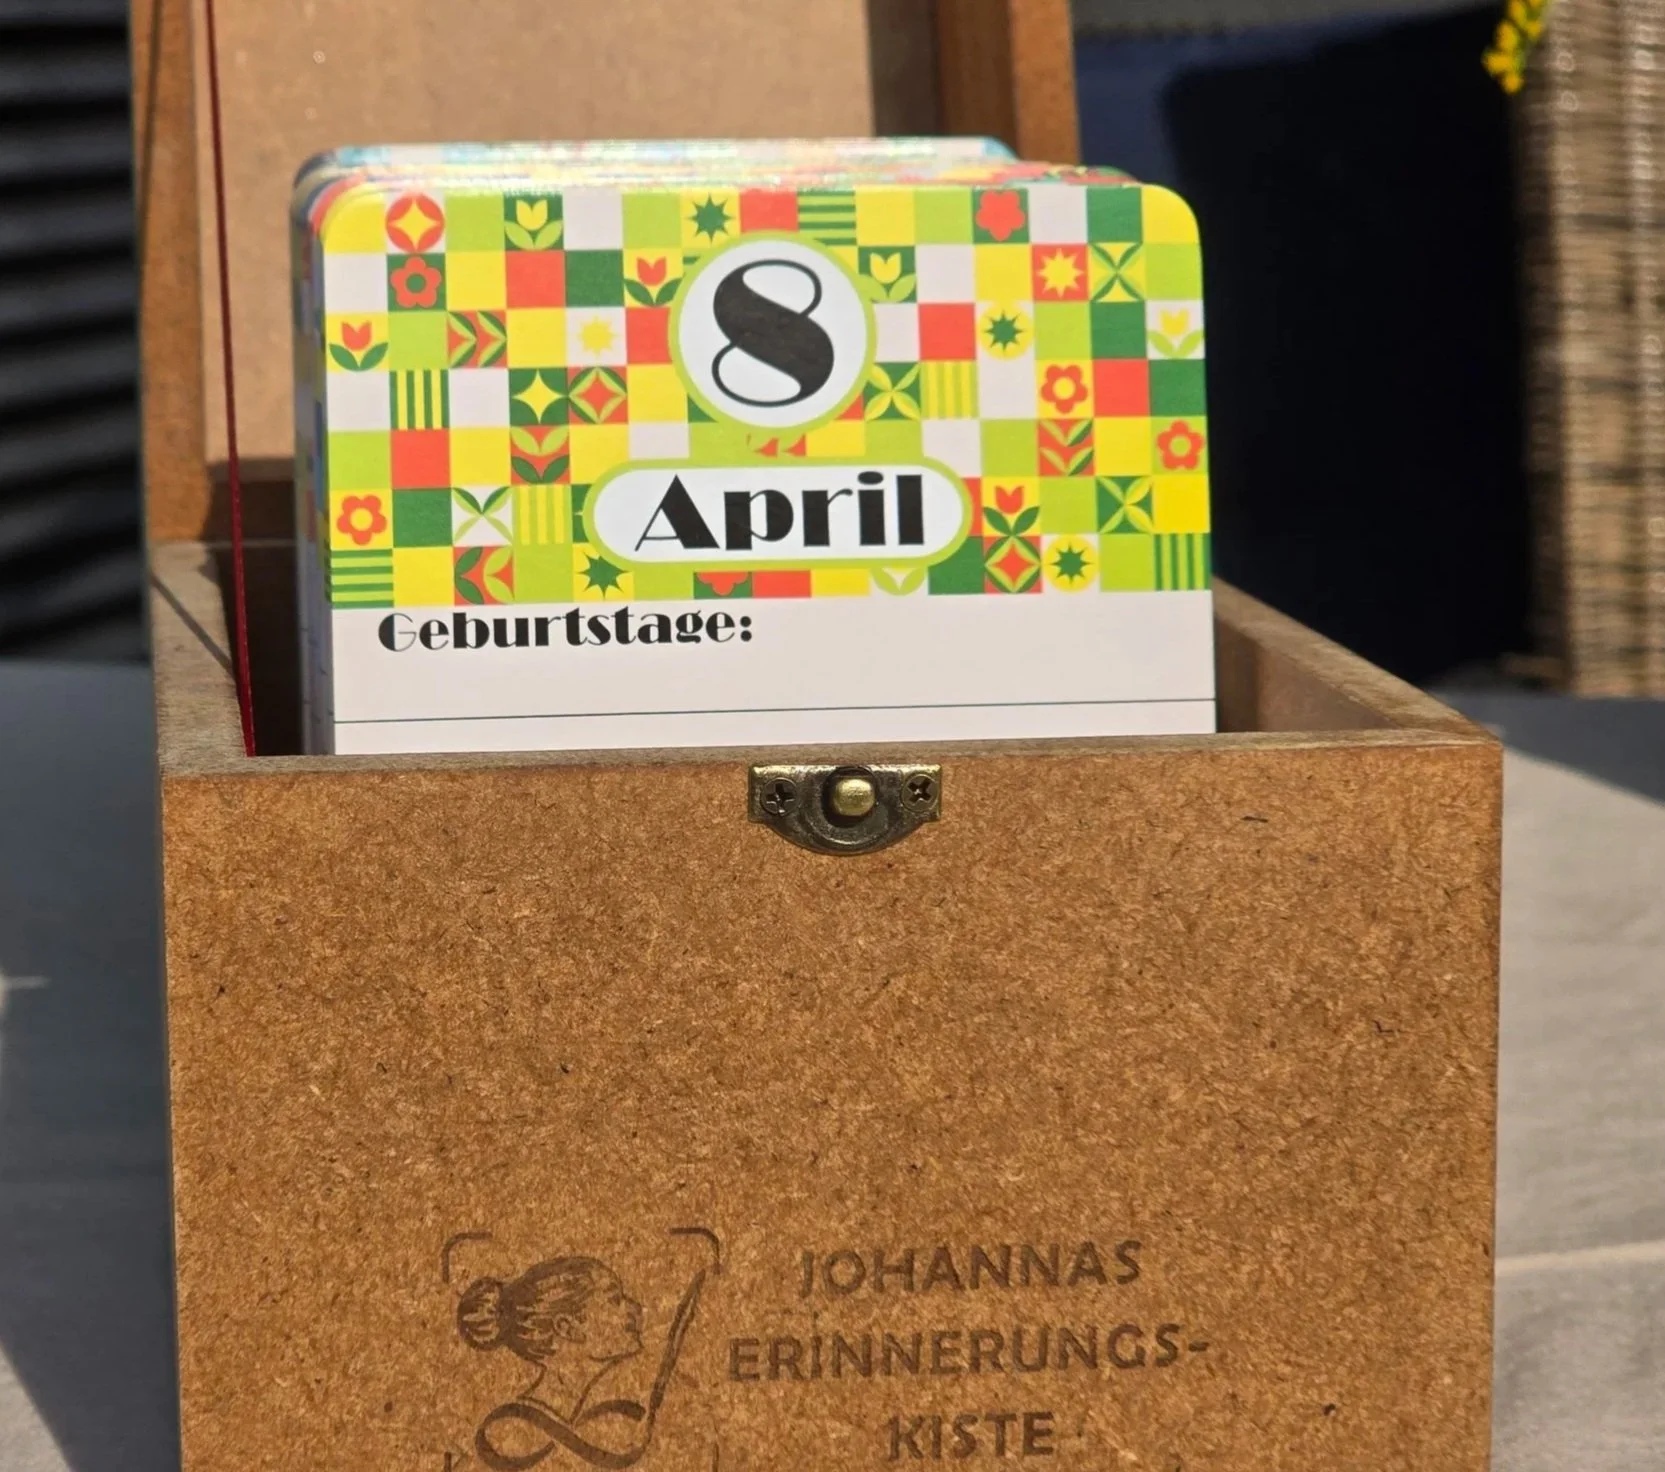 8
April
Geburtstage:
JOHANNAS
ERINNERUNGS-
KISTE